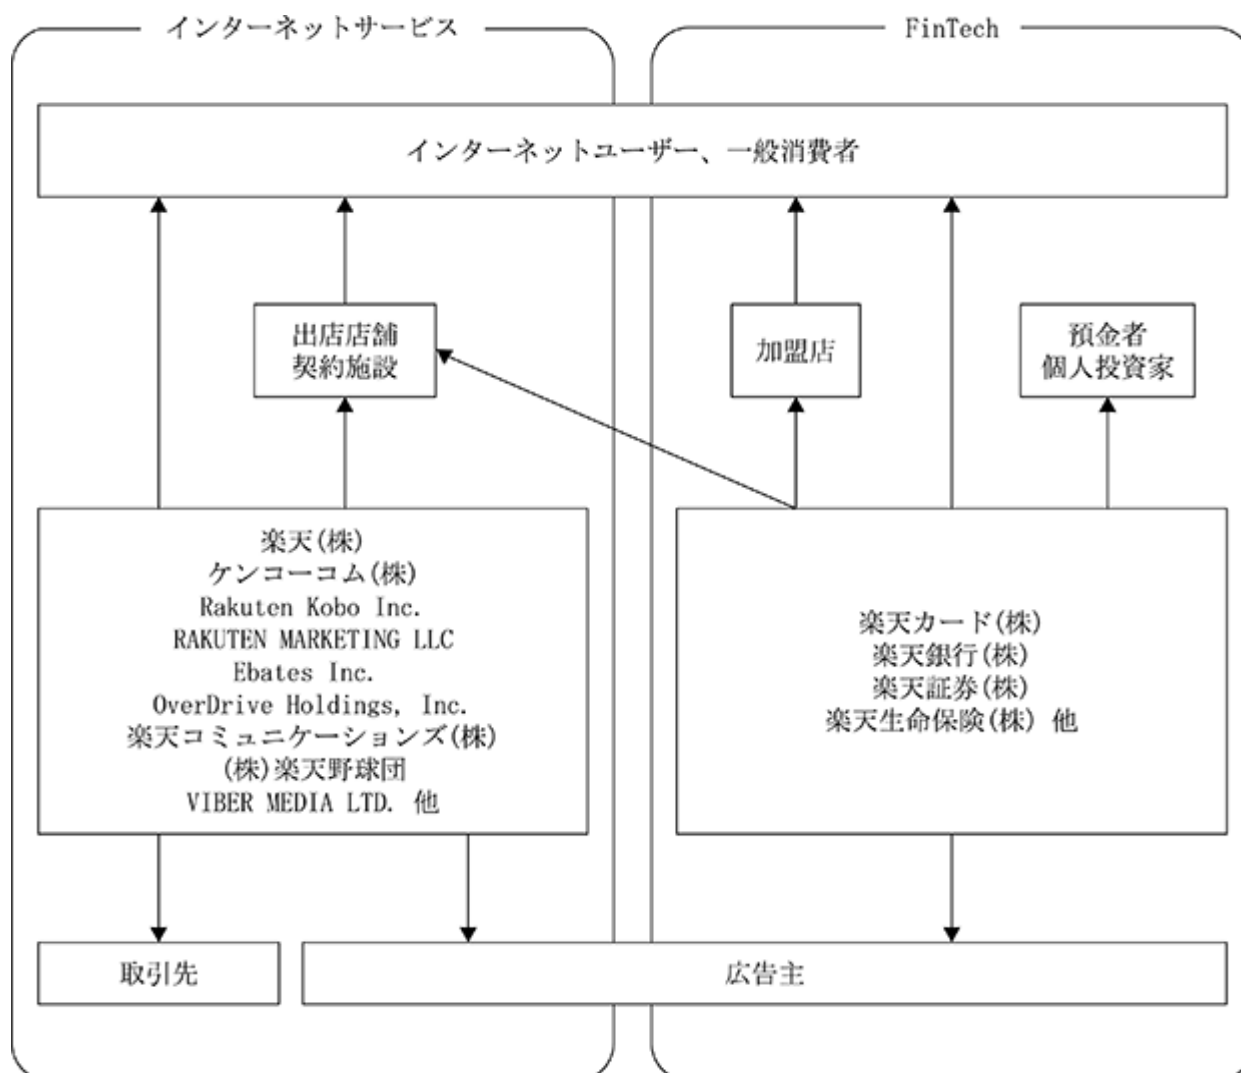 インターネットサービス
FinTech
インターネットユーザー、一般消費者
出店店舗
契約施設
加盟店
預金者
個人投資家
楽天(株)
ケンコーコム(株)
Rakuten Kobo Inc.
RAKUTEN MARKETING LLC
Ebates Inc.
OverDrive Holdings, Inc.
楽天コミュニケーションズ(株)
(株)楽天野球団
VIBER MEDIA LTD. 他
楽天カード(株)
楽天銀行(株)
楽天証券(株)
楽天生命保険(株) 他
取引先
広告主